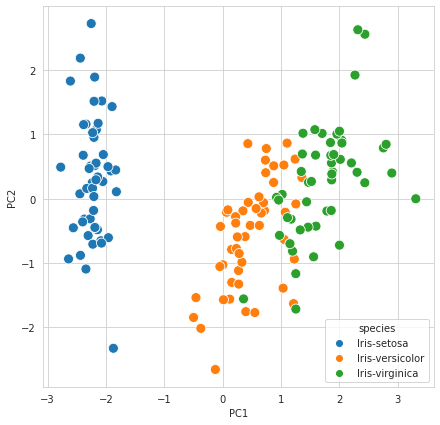 2
1
0
−1
−2
PC2
−3
−2
−1
0
1
2
3
PC1
species
Iris-setosa
Iris-versicolor
Iris-virginica